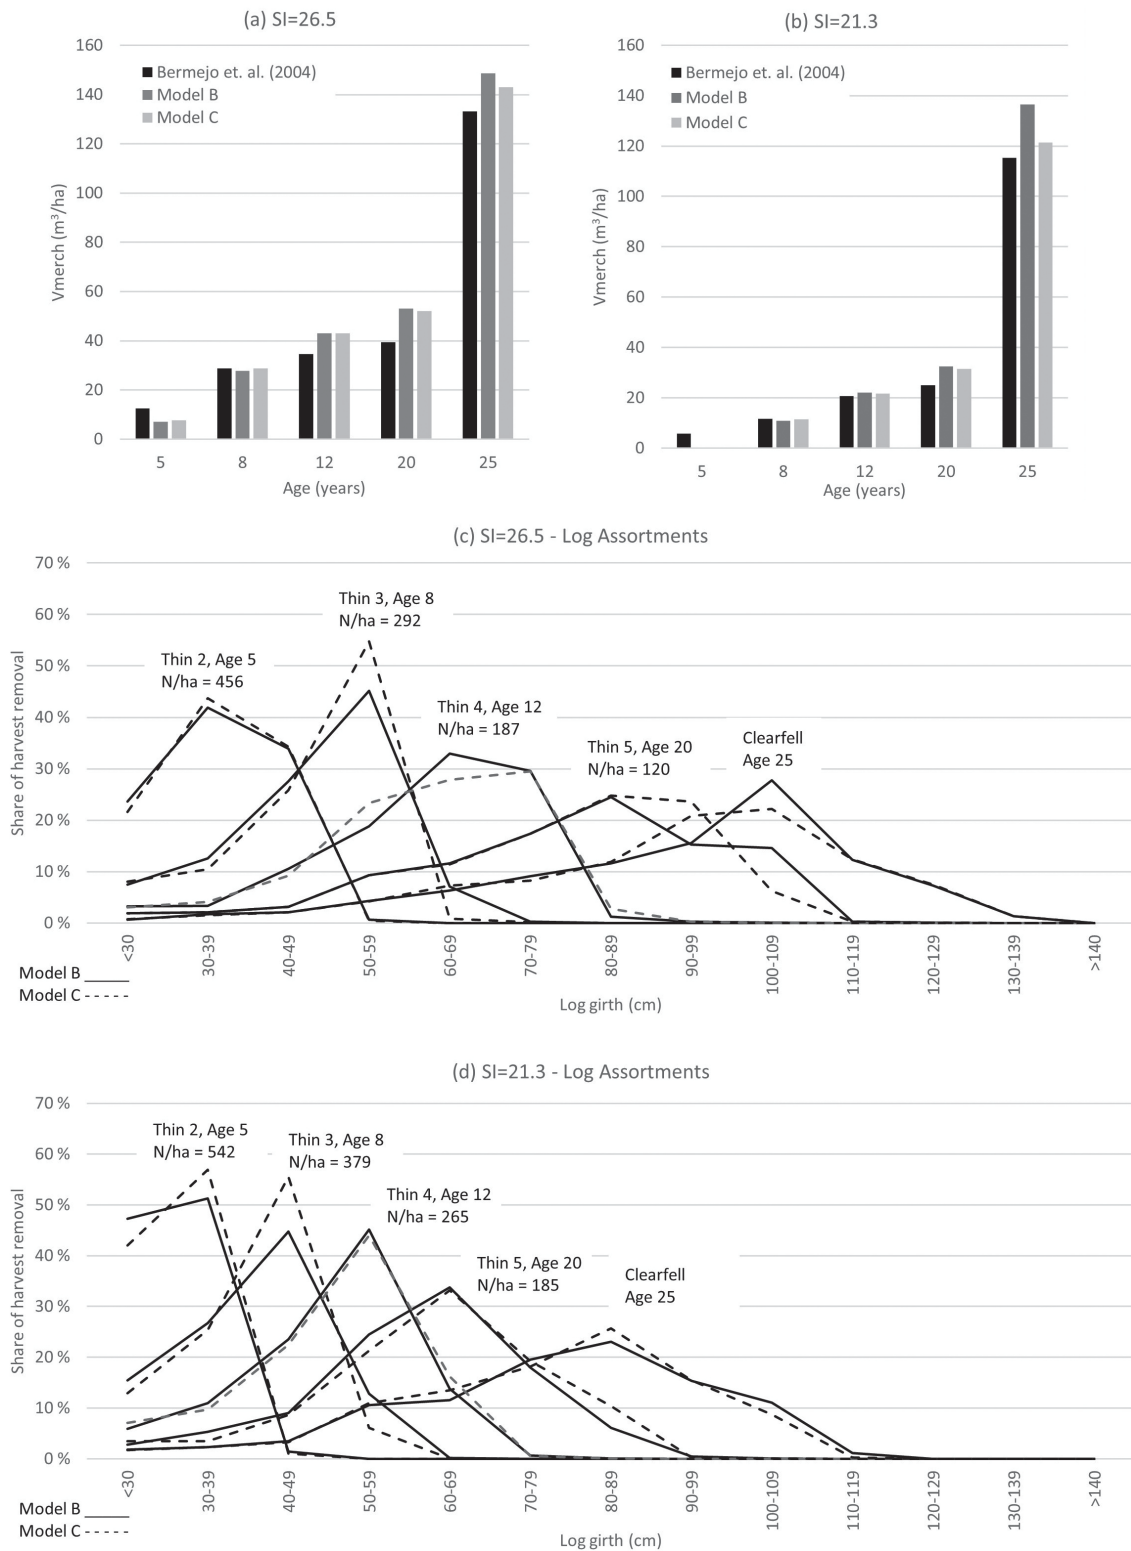 (a) SI=26.5
160
140
120
100
80
60
40
20
0
Vmerch (m³/ha)
Bermejo et. al. (2004)
Model B
Model C
5 8 12 20 25
Age (years)
(b) SI=21.3
160
140
120
100
80
60
40
20
0
Vmerch (m³/ha)
Bermejo et. al. (2004)
Model B
Model C
5 8 12 20 25
Age (years)
(c) SI=26.5 - Log Assortments
70 %
60 %
50 %
40 %
30 %
20 %
10 %
0 %
Share of harvest removal
Thin 2, Age 5
N/ha = 456
Thin 3, Age 8
N/ha = 292
Thin 4, Age 12
N/ha = 187
Thin 5, Age 20
N/ha = 120
Clearfell
Age 25
<30
30-39
40-49
50-59
60-69
70-79
80-89
90-99
100-109
110-119
120-129
130-139
>140
Model B
Model C
Log girth (cm)
(d) SI=21.3 - Log Assortments
70 %
60 %
50 %
40 %
30 %
20 %
10 %
0 %
Share of harvest removal
Thin 2, Age 5
N/ha = 542
Thin 3, Age 8
N/ha = 379
Thin 4, Age 12
N/ha = 265
Thin 5, Age 20
N/ha = 185
Clearfell
Age 25
<30
30-39
40-49
50-59
60-69
70-79
80-89
90-99
100-109
110-119
120-129
130-139
>140
Model B
Model C
Log girth (cm)